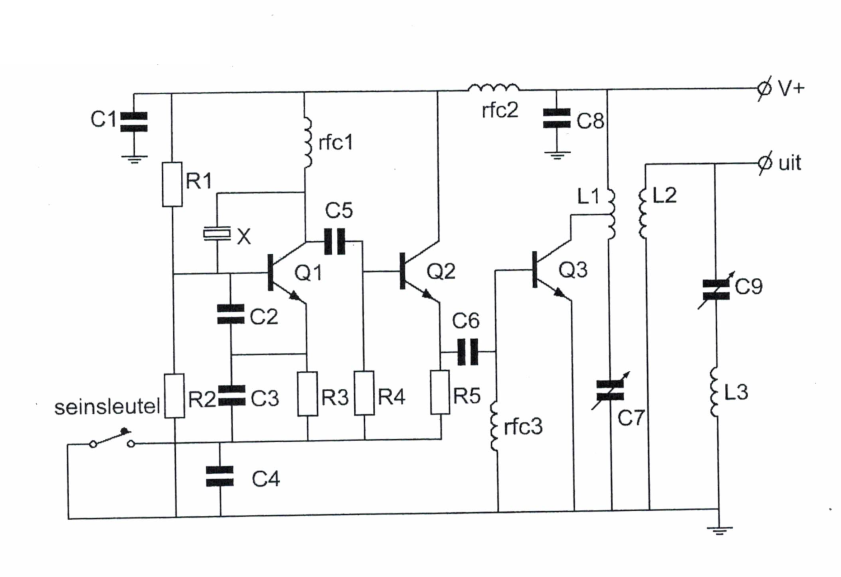 V+
C1
rfc2
C8
rfc1
uit
R1
C5
L1
L2
X
Q1
Q2
Q3
C9
C2
C6
R2
C3
R3
R4
R5
L3
seinsleutel
C7
rfc3
C4